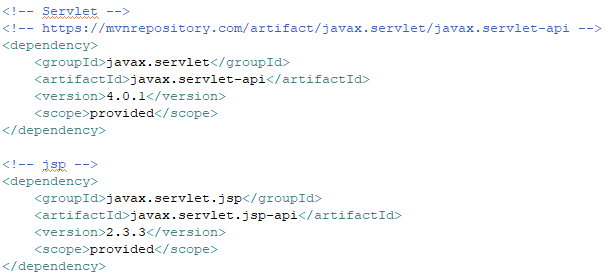 <!-- Servlet -->
<!-- https://mvnrepository.com/artifact/javax.servlet/javax.servlet-api -->
<dependency>
    <groupId>javax.servlet</groupId>
    <artifactId>javax.servlet-api</artifactId>
    <version>4.0.1</version>
    <scope>provided</scope>
</dependency>

<!-- jsp -->
<dependency>
    <groupId>javax.servlet.jsp</groupId>
    <artifactId>javax.servlet.jsp-api</artifactId>
    <version>2.3.3</version>
    <scope>provided</scope>
</dependency>